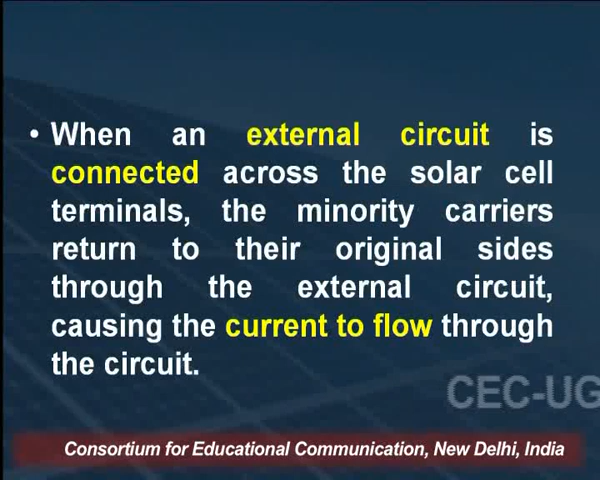 • When an external circuit is
connected across the solar cell
terminals, the minority carriers
return to their original sides
through the external circuit,
causing the current to flow through
the circuit.
CEC-UG
Consortium for Educational Communication, New Delhi, India